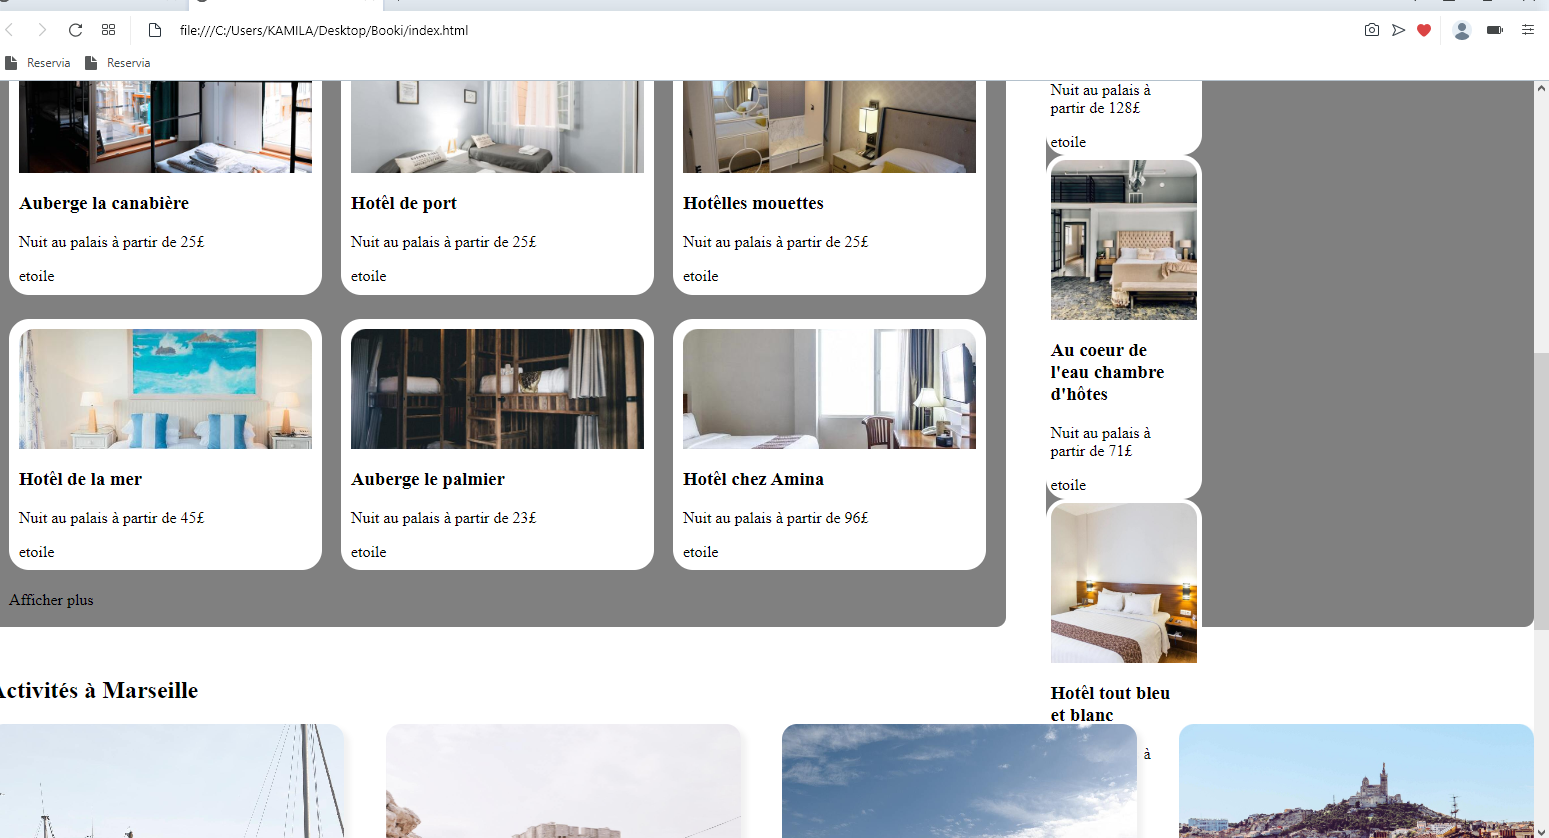 file:///C:/Users/KAMILA/Desktop/Booki/index.html
Reservia
Reservia
Auberge la canabière
Nuit au palais à partir de 25£
etoile
Hotêl de port
Nuit au palais à partir de 25£
etoile
Hotêlles mouettes
Nuit au palais à partir de 25£
etoile
Hotêl de la mer
Nuit au palais à partir de 45£
etoile
Auberge le palmier
Nuit au palais à partir de 23£
etoile
Hotêl chez Amina
Nuit au palais à partir de 96£
etoile
Afficher plus
Nuit au palais à
partir de 128£
etoile
Au coeur de
l'eau chambre
d'hôtes
Nuit au palais à
partir de 71£
etoile
Hotêl tout bleu
et blanc
à
Activités à Marseille